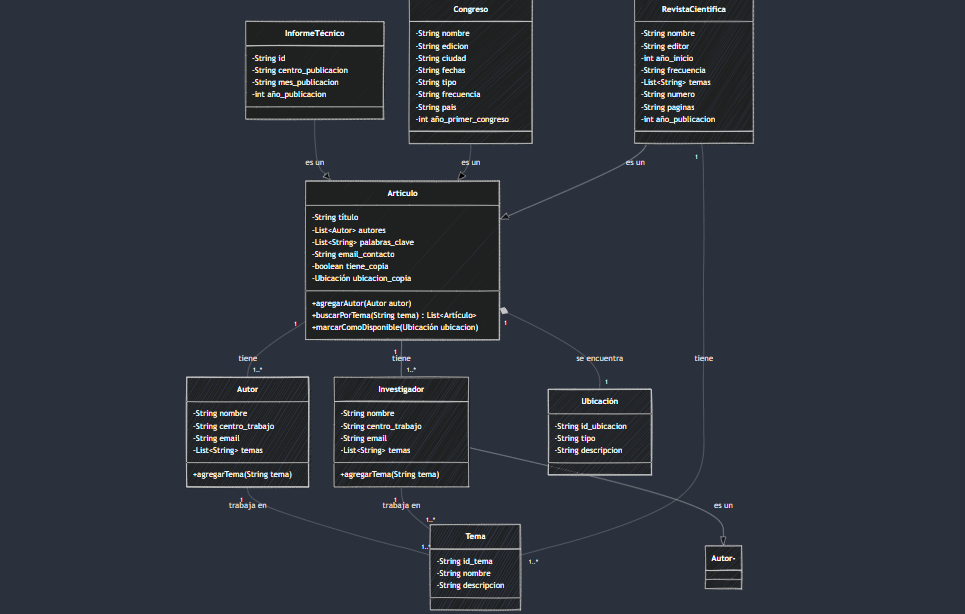 InformeTécnico
-String id
-String centro_publicacion
-String mes_publicacion
-int año_publicacion
Congreso
-String nombre
-String edicion
-String ciudad
-String fechas
-String tipo
-String frecuencia
-String pais
-int año_primer_congreso
RevistaCientifica
-String nombre
-String editor
-int año_inicio
-String frecuencia
-List<String> temas
-String numero
-String paginas
-int año_publicacion
es un
es un
es un
1
Articulo
-String título
-List<Autor> autores
-List<String> palabras_clave
-String email_contacto
-boolean tiene_copia
-Ubicación ubicacion_copia
+agregarAutor(Autor autor)
+buscarPorTema(String tema) : List<Artículo>
+marcarComoDisponible(Ubicación ubicacion)
1
1
1
tiene
tiene
se encuentra
tiene
1..*
1..*
1
Autor
-String nombre
-String centro_trabajo
-String email
-List<String> temas
+agregarTema(String tema)
Investigador
-String nombre
-String centro_trabajo
-String email
-List<String> temas
+agregarTema(String tema)
Ubicación
-String id_ubicacion
-String tipo
-String descripcion
1
trabaja en
1
trabaja en
es un
1..*
1..*
1..*
Tema
-String id_tema
-String nombre
-String descripcion
Autor-